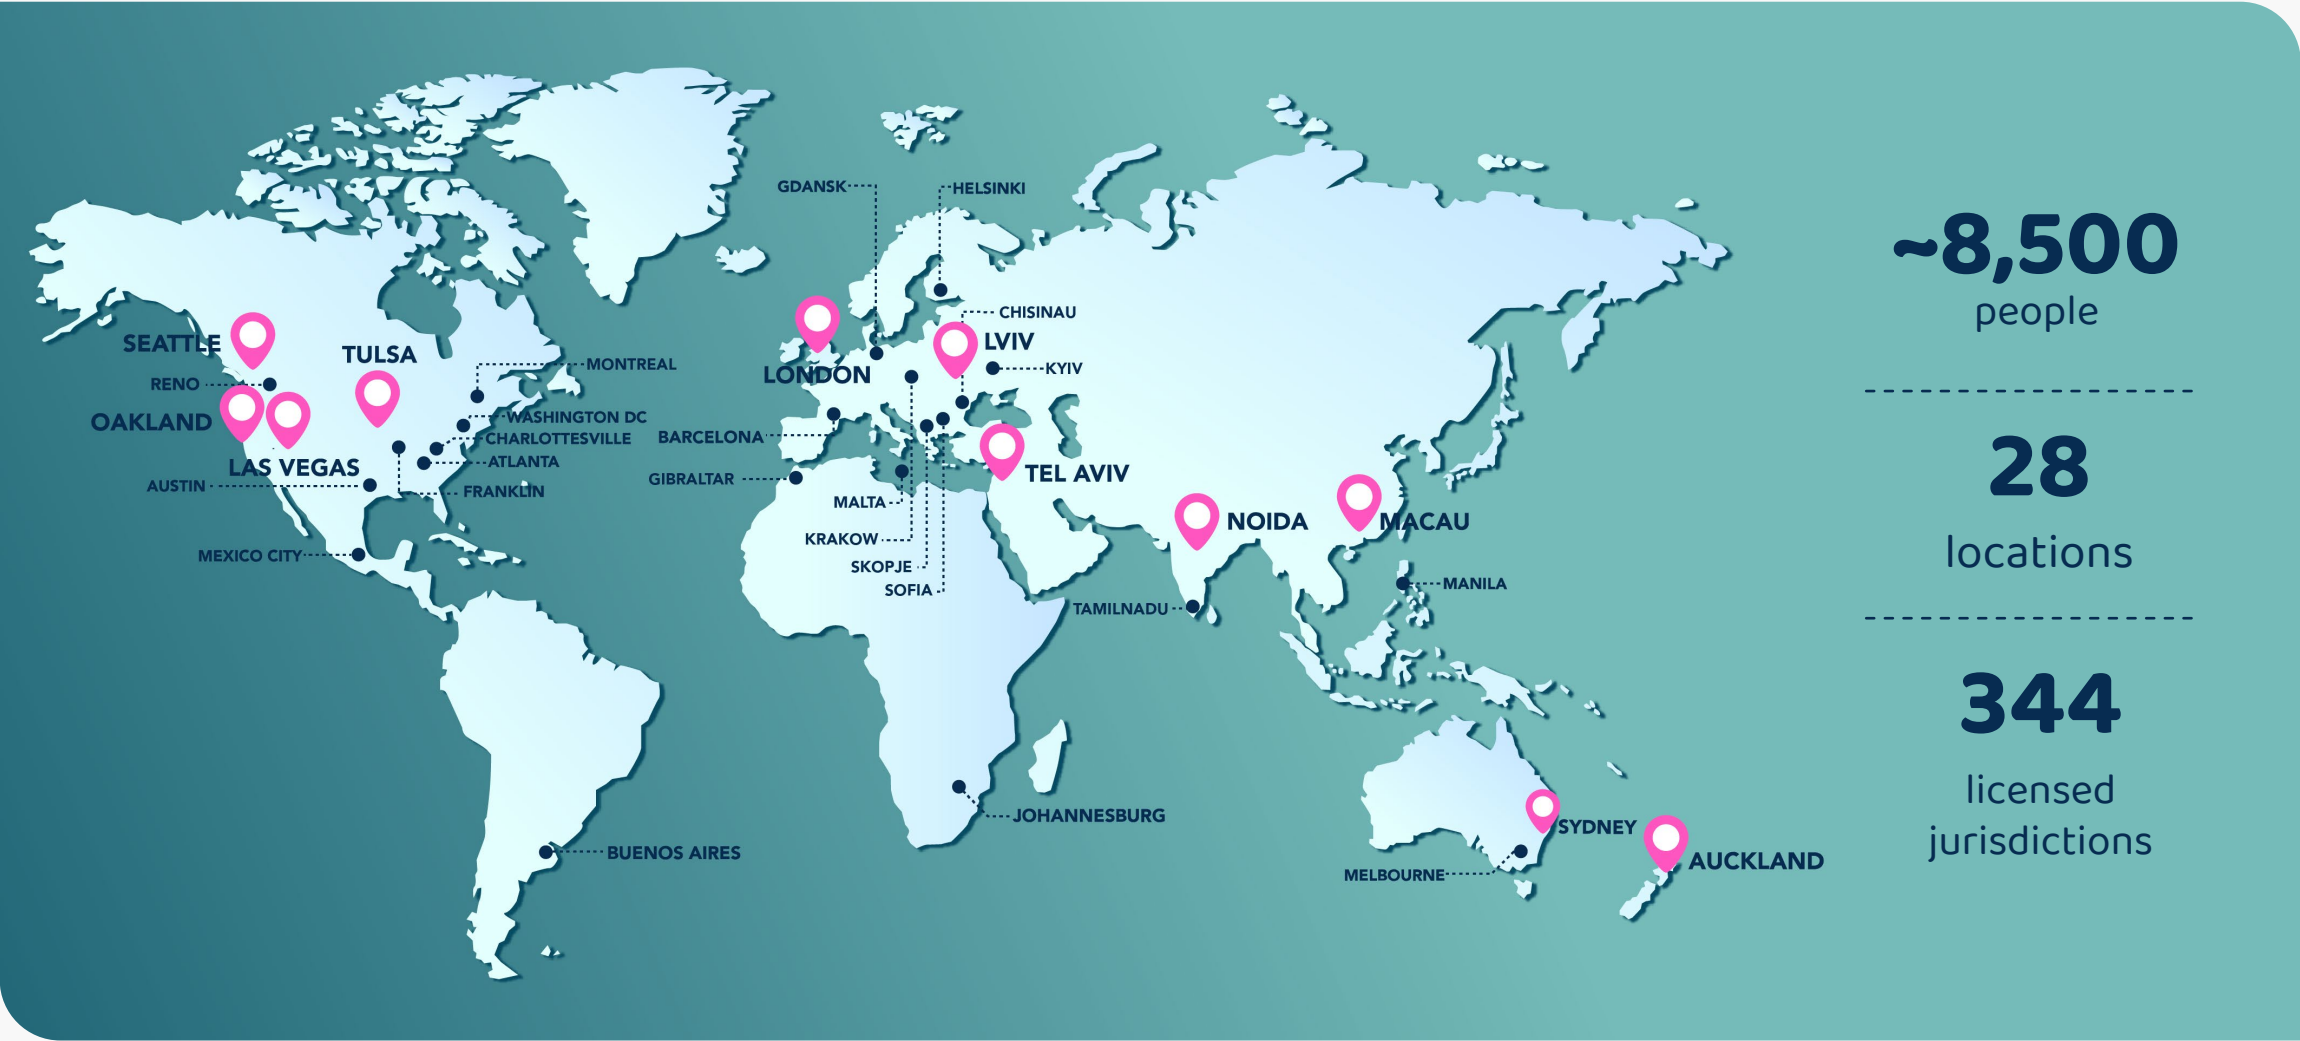 GDANSK
HELSINKI
CHISINAU
SEATTLE
TULSA
LVIV
MONTREAL
KYIV
LONDON
RENO
WASHINGTON DC
OAKLAND
CHARLOTTESVILLE
BARCELONA
ATLANTA
LAS VEGAS
TEL AVIV
GIBRALTAR
AUSTIN
FRANKLIN
MALTA
NOIDA
MACAU
KRAKOW
MEXICO CITY
SKOPJE
SOFIA
MANILA
TAMILNADU
JOHANNESBURG
SYDNEY
BUENOS AIRES
AUCKLAND
MELBOURNE
~8,500
people
28
locations
344
licensed
jurisdictions